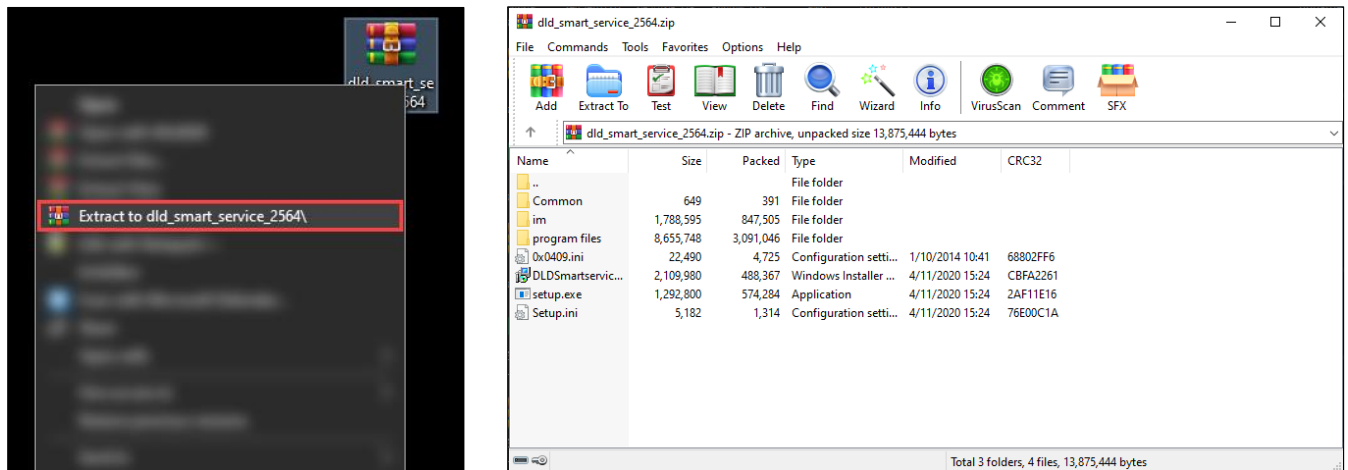 dld_smart_se
564
Extract to dld_smart_service_2564\
dld_smart_service_2564.zip
File Commands Tools Favorites Options Help
Add Extract To Test View Delete Find Wizard Info VirusScan Comment SFX
dld_smart_service_2564.zip - ZIP archive, unpacked size 13,875,444 bytes
Name Size Packed Type Modified CRC32
.. File folder
Common 649 391 File folder
im 1,788,595 847,505 File folder
program files 8,655,748 3,091,046 File folder
0x0409.ini 22,490 4,725 Configuration setti... 1/10/2014 10:41 68802FF6
DLDSmartservic... 2,109,980 488,367 Windows Installer ... 4/11/2020 15:24 CBFA2261
setup.exe 1,292,800 574,284 Application 4/11/2020 15:24 2AF11E16
Setup.ini 5,182 1,314 Configuration setti... 4/11/2020 15:24 76E00C1A
Total 3 folders, 4 files, 13,875,444 bytes